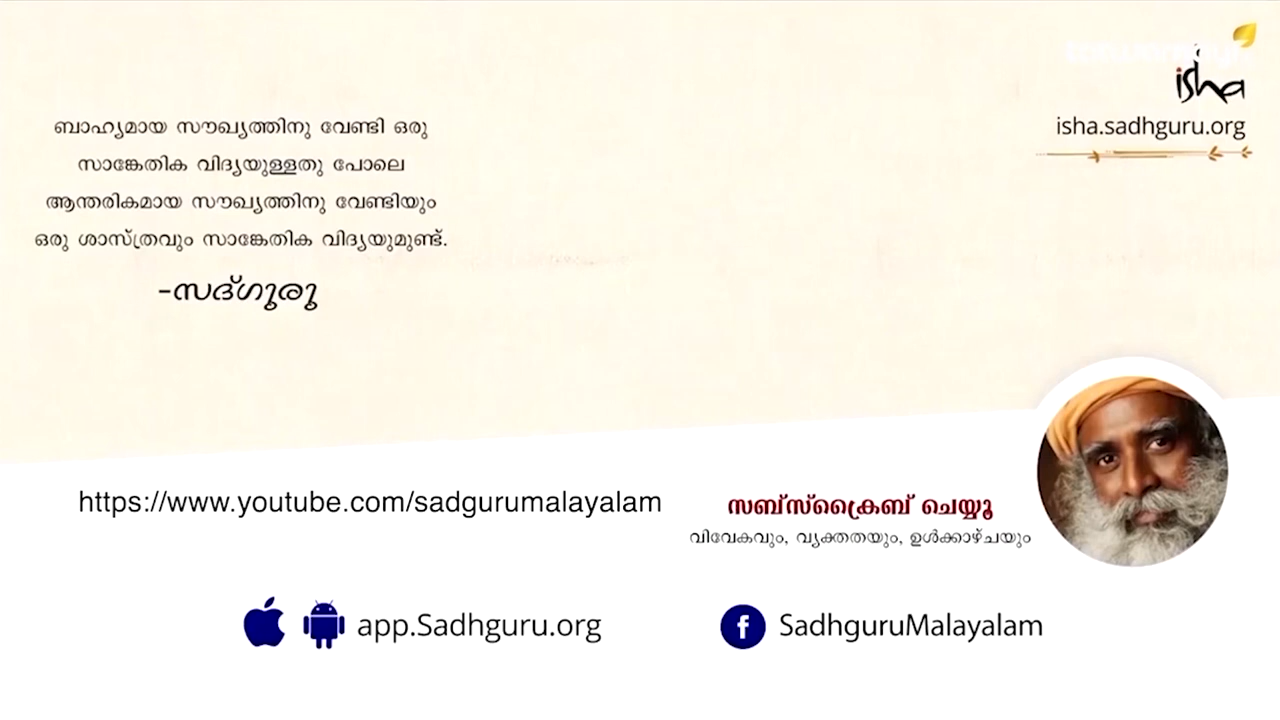 ബാഹ്യമായ സൗഖ്യത്തിനു വേണ്ടി ഒരു
സാങ്കേതിക വിദ്യയുള്ളതു പോലെ
ആന്തരികമായ സൗഖ്യത്തിനു വേണ്ടിയും
ഒരു ശാസ്ത്രവും സാങ്കേതിക വിദ്യയുമുണ്ട്.
-സദ്ഗുരു
isha
isha.sadhguru.org
https://www.youtube.com/sadgurumalayalam
സബ്സ്ക്രൈബ് ചെയ്യൂ
വിവേകവും, വ്യക്തതയും, ഉൾക്കാഴ്ചയും
app.Sadhguru.org
SadhguruMalayalam